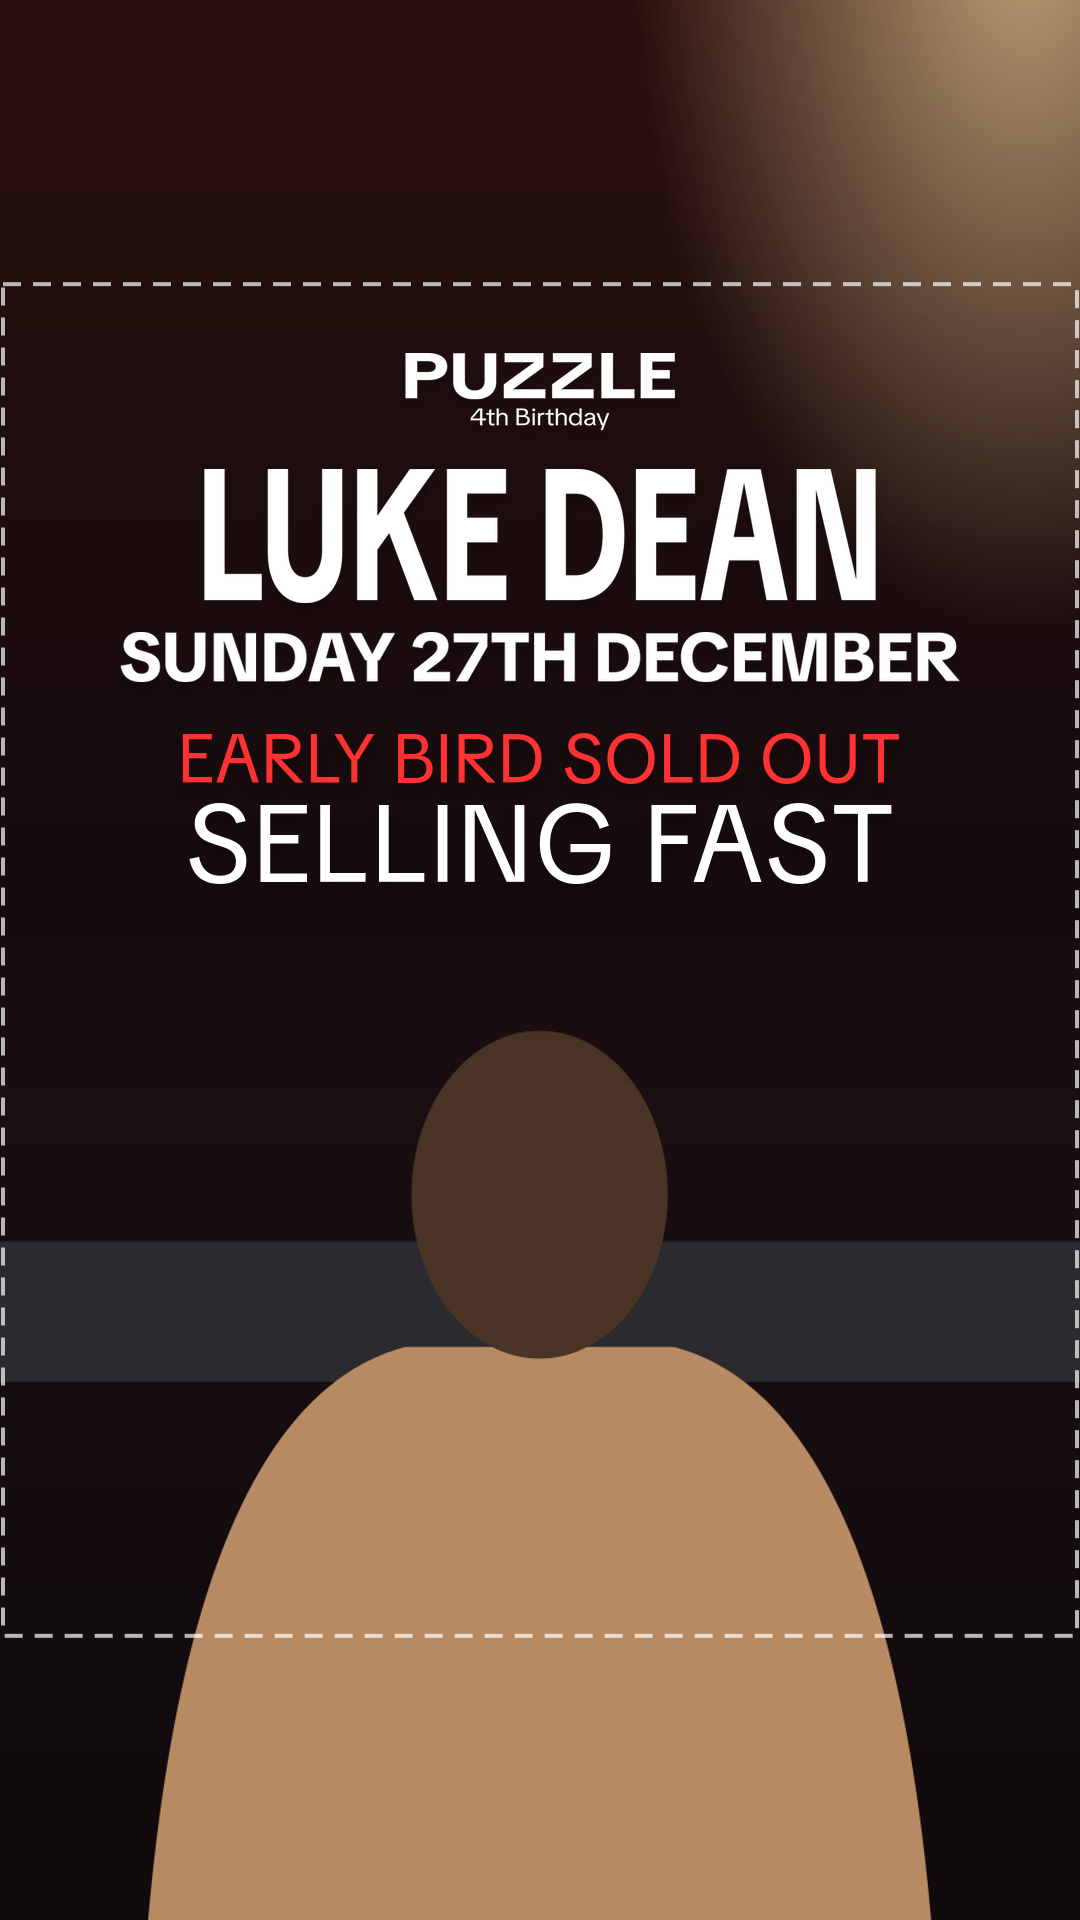 PUZZLE
4th Birthday
LUKE DEAN
SUNDAY 27TH DECEMBER
EARLY BIRD SOLD OUT
SELLING FAST